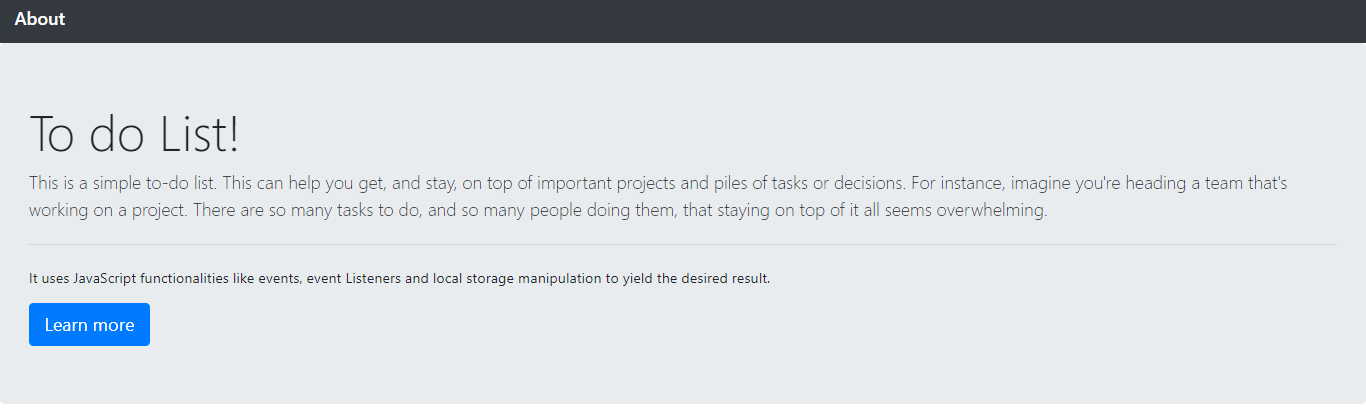 About
To do List!
This is a simple to-do list. This can help you get, and stay, on top of important projects and piles of tasks or decisions. For instance, imagine you're heading a team that's
working on a project. There are so many tasks to do, and so many people doing them, that staying on top of it all seems overwhelming.
It uses JavaScript functionalities like events, event Listeners and local storage manipulation to yield the desired result.
Learn more